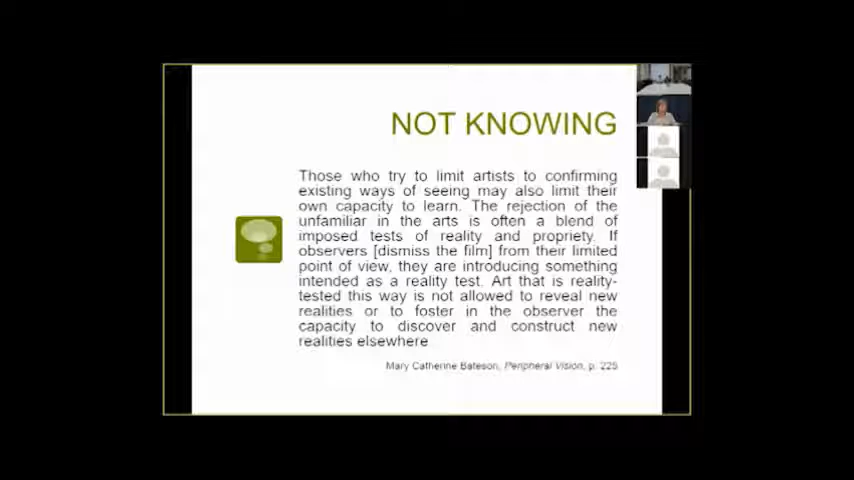 NOT KNOWING
Those who try to limit artists to confirming
existing ways of seeing may also limit their
own capacity to learn. The rejection of the
unfamiliar in the arts is often a blend of
imposed tests of reality and propriety. If
observers [dismiss the film] from their limited
point of view, they are introducing something
intended as a reality test. Art that is reality-
tested this way is not allowed to reveal new
realities or to foster in the observer the
capacity to discover and construct new
realities elsewhere
Mary Catherine Bateson, Peripheral Vision, p. 225